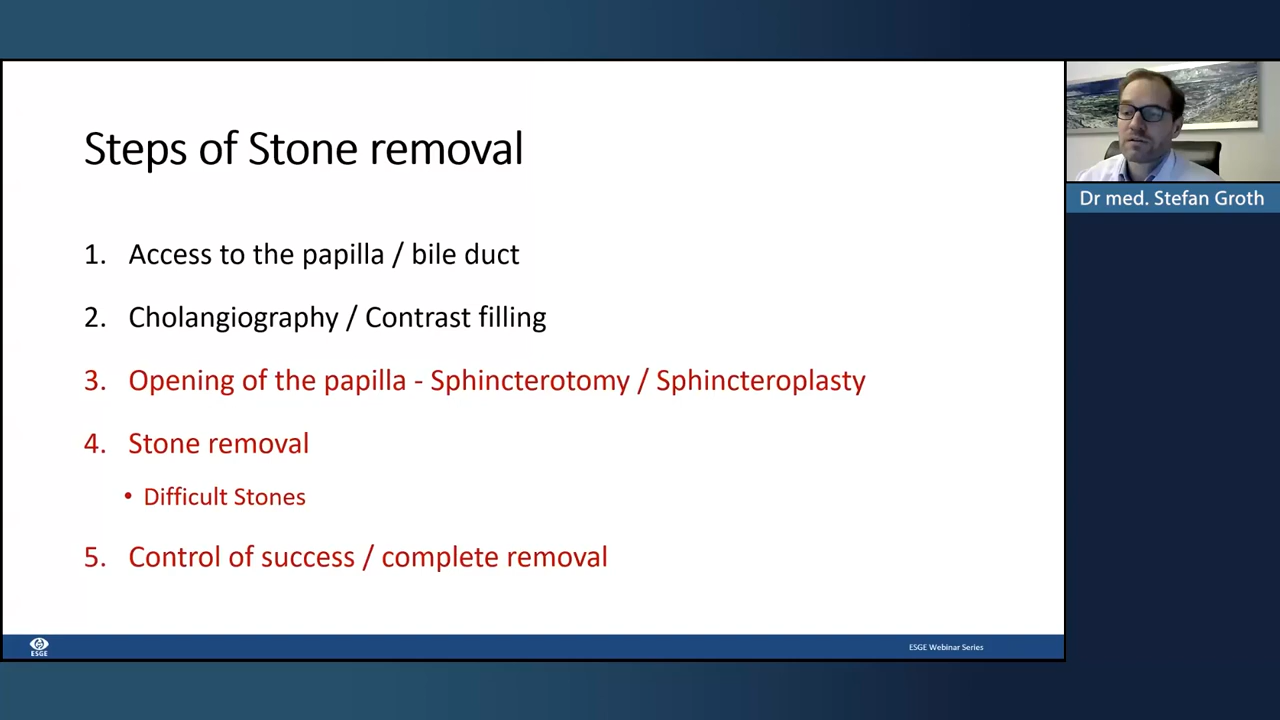 Steps of Stone removal
1. Access to the papilla / bile duct
2. Cholangiography / Contrast filling
3. Opening of the papilla - Sphincterotomy / Sphincteroplasty
4. Stone removal
• Difficult Stones
5. Control of success / complete removal
Dr med. Stefan Groth
ESGE
ESGE Webinar Series